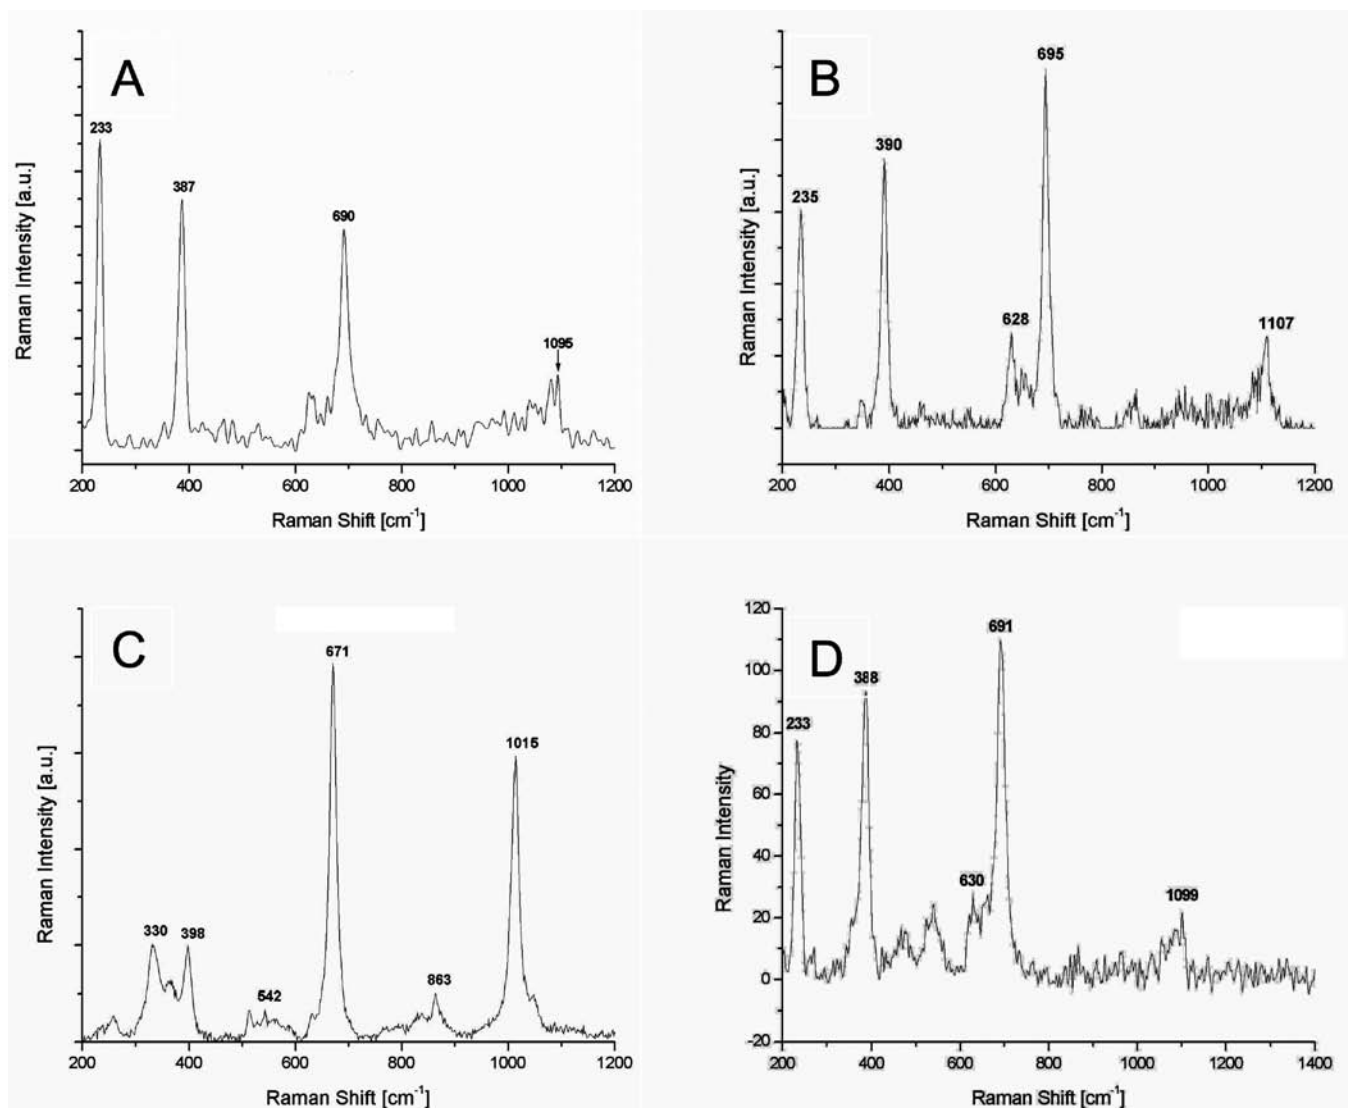 A
233
387
690
1095
Raman Intensity [a.u.]
200 400 600 800 1000 1200
Raman Shift [cm-1]
B
695
390
235
628
1107
Raman Intensity [a.u.]
200 400 600 800 1000 1200
Raman Shift [cm-1]
C
671
1015
330
398
542
863
Raman Intensity [a.u.]
200 400 600 800 1000 1200
Raman Shift [cm-1]
D
691
388
233
630
1099
120
100
80
60
40
20
0
-20
Raman Intensity
200 400 600 800 1000 1200 1400
Raman Shift [cm-1]